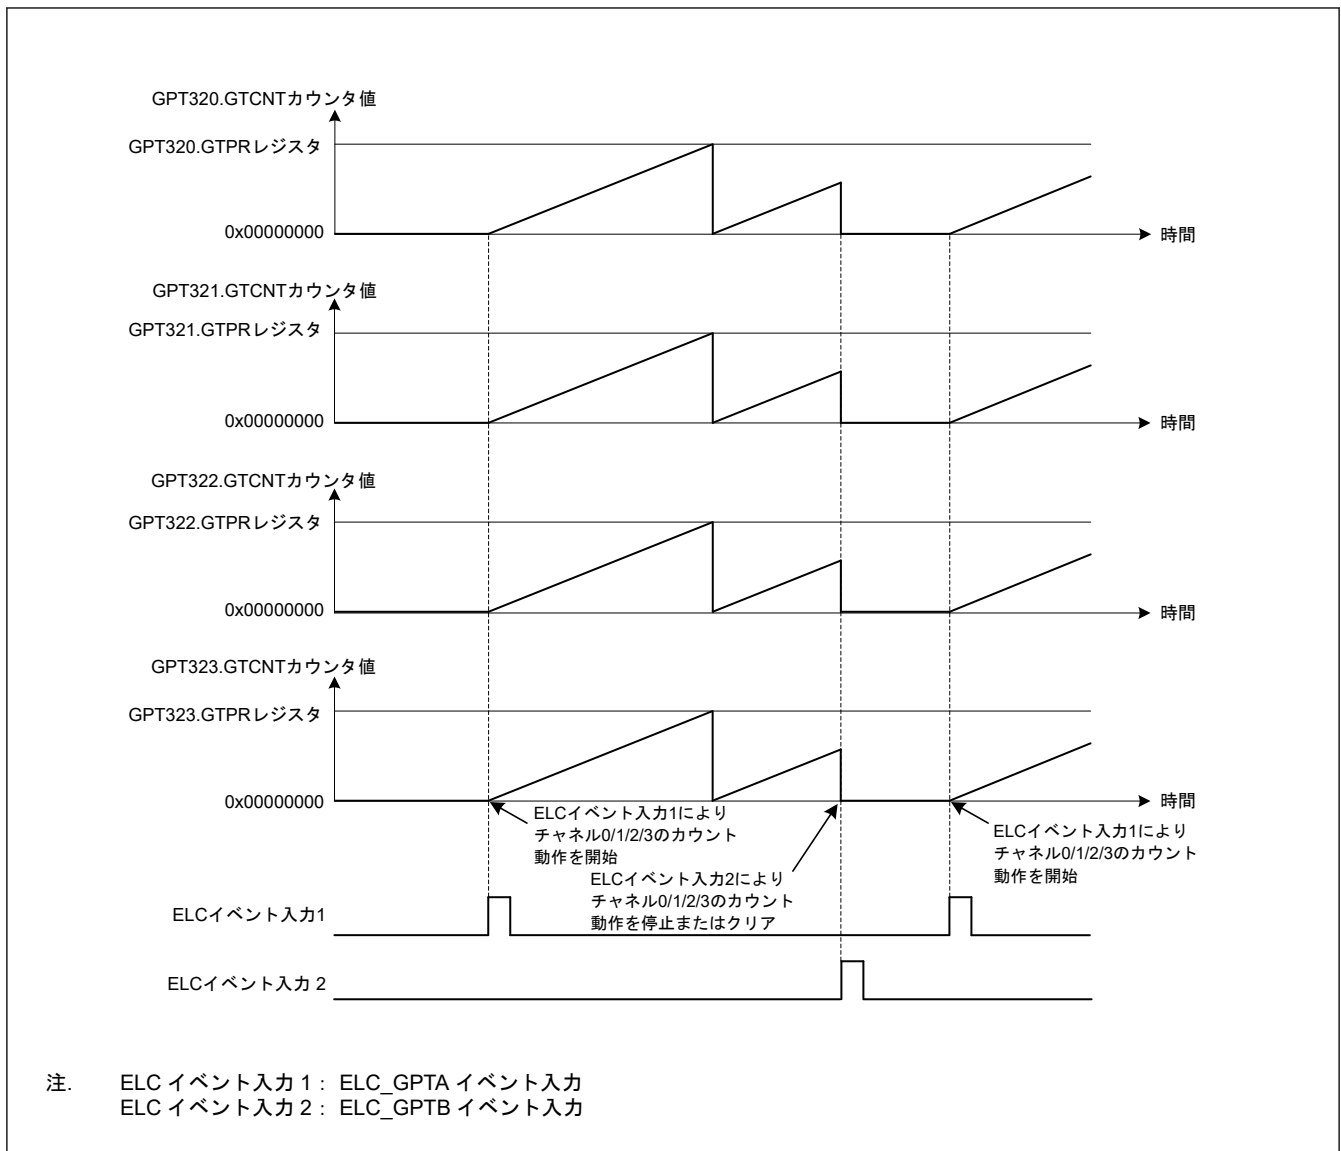 GPT320.GTCNTカウンタ値
GPT320.GTPRレジスタ
0x00000000
時間
GPT321.GTCNTカウンタ値
GPT321.GTPRレジスタ
0x00000000
時間
GPT322.GTCNTカウンタ値
GPT322.GTPRレジスタ
0x00000000
時間
GPT323.GTCNTカウンタ値
GPT323.GTPRレジスタ
0x00000000
時間
ELCイベント入力1により
チャネル0/1/2/3のカウント
動作を開始
ELCイベント入力2により
チャネル0/1/2/3のカウント
動作を停止またはクリア
ELCイベント入力1により
チャネル0/1/2/3のカウント
動作を開始
ELCイベント入力1
ELCイベント入力 2
注. ELC イベント入力 1 : ELC_GPTA イベント入力
ELC イベント入力 2 : ELC_GPTB イベント入力